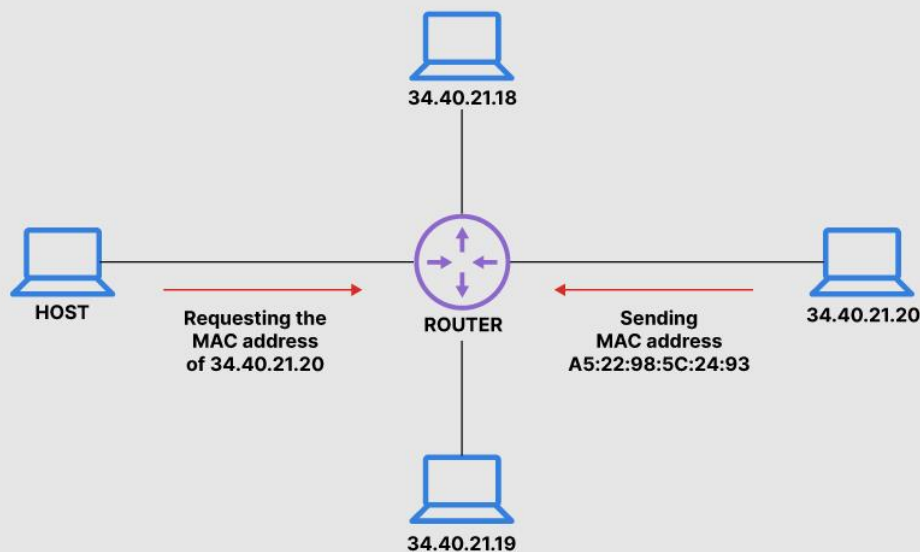 34.40.21.18
HOST
Requesting the
MAC address
of 34.40.21.20
ROUTER
Sending
MAC address
A5:22:98:5C:24:93
34.40.21.20
34.40.21.19